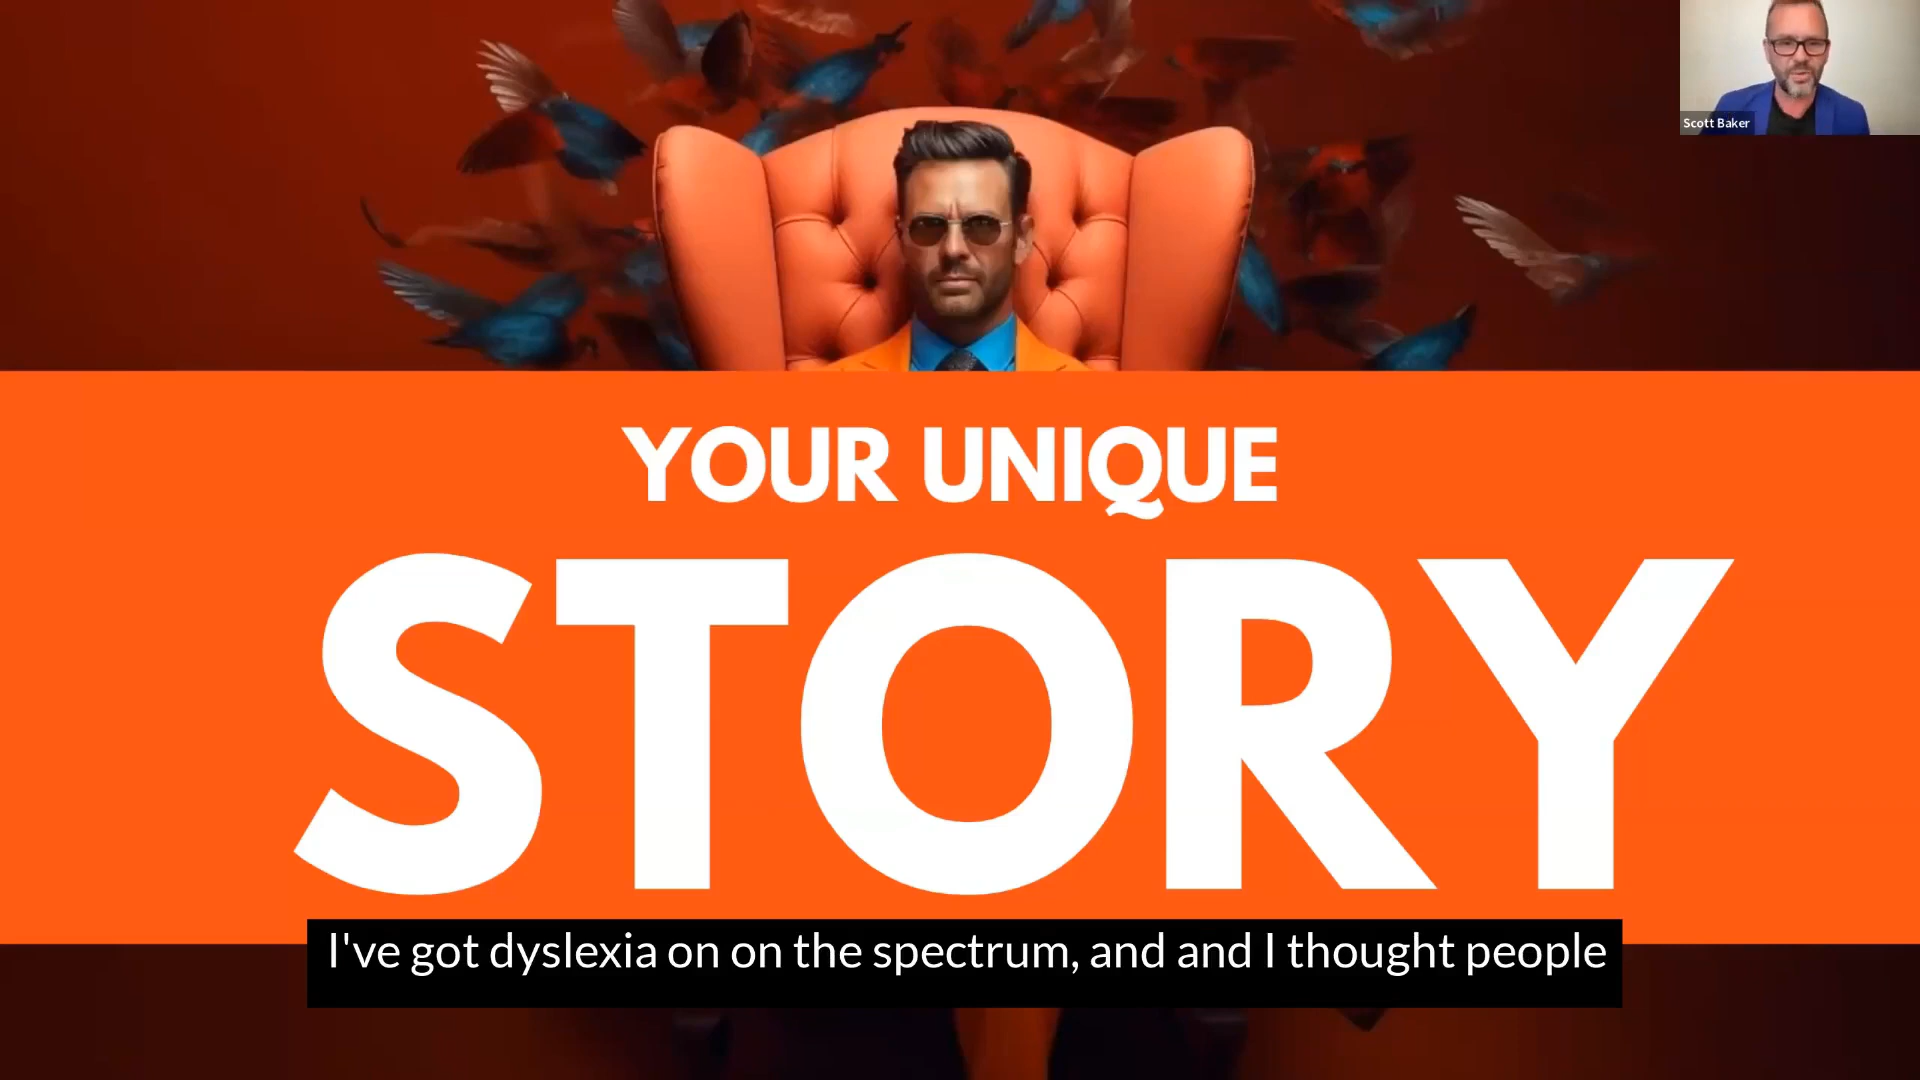 Scott Baker
YOUR UNIQUE
STORY
I've got dyslexia on on the spectrum, and and I thought people